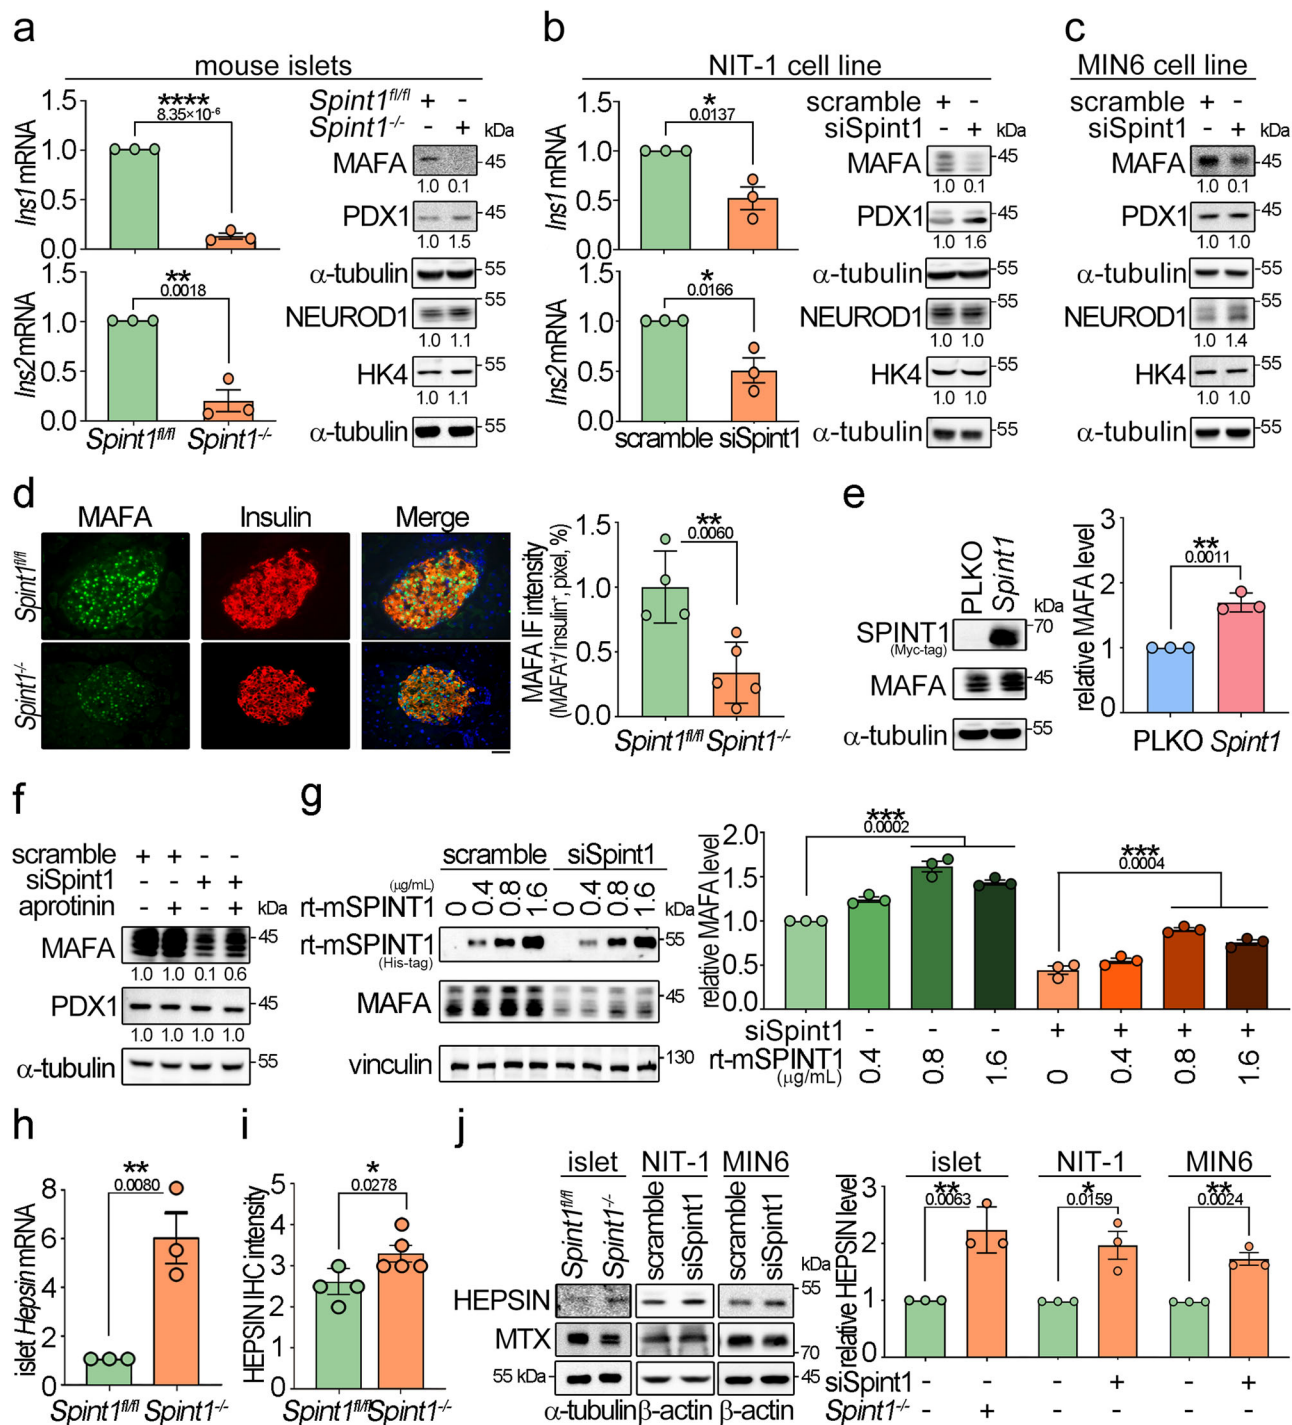 a
mouse islets
Ins1 mRNA
1.5
1.0
0.5
0.0
****
8.35×10⁻⁶
Ins2 mRNA
1.5
1.0
0.5
0.0
**
0.0018
Spint1fl/fl Spint1-/-
Spint1fl/fl + -
Spint1-/- - + kDa
MAFA 45
1.0 0.1
PDX1 45
1.0 1.5
α-tubulin 55
NEUROD1 55
1.0 1.1
HK4 55
1.0 1.1
α-tubulin 55
b
NIT-1 cell line
Ins1 mRNA
1.5
1.0
0.5
0.0
*
0.0137
Ins2 mRNA
1.5
1.0
0.5
0.0
*
0.0166
scramble siSpint1
scramble + -
siSpint1 - + kDa
MAFA 45
1.0 0.1
PDX1 45
1.0 1.6
α-tubulin 55
NEUROD1 55
1.0 1.0
HK4 55
1.0 1.0
α-tubulin 55
c
MIN6 cell line
scramble + -
siSpint1 - + kDa
MAFA 45
1.0 0.1
PDX1 45
1.0 1.0
α-tubulin 55
NEUROD1 55
1.0 1.4
HK4 55
1.0 1.0
α-tubulin 55
d
MAFA Insulin Merge
Spint1fl/fl
Spint1-/-
MAFA IF intensity
(MAFA⁺/insulin⁺, pixel, %)
1.5
1.0
0.5
0.0
**
0.0060
Spint1fl/fl Spint1-/-
e
PLKO Spint1 kDa
SPINT1 70
(Myc-tag)
MAFA 45
α-tubulin 55
relative MAFA level
3
2
1
0
**
0.0011
PLKO Spint1
f
scramble + + - -
siSpint1 - - + +
aprotinin - + - + kDa
MAFA 45
1.0 1.0 0.1 0.6
PDX1 45
1.0 1.0 1.0 1.0
α-tubulin 55
g
scramble siSpint1
(μg/mL)
rt-mSPINT1 0 0.4 0.8 1.6 0 0.4 0.8 1.6 kDa
rt-mSPINT1 55
(His-tag)
MAFA 45
vinculin 130
relative MAFA level
2.0
1.5
1.0
0.5
0.0
***
0.0002
***
0.0004
siSpint1 - - - + + + +
rt-mSPINT1 0.4 0.8 1.6 0 0.4 0.8 1.6
(μg/mL)
h
islet Hepsin mRNA
8
6
4
2
0
**
0.0080
Spint1fl/fl Spint1-/-
i
HEPSIN IHC intensity
5
4
3
2
1
0
*
0.0278
Spint1fl/fl Spint1-/-
j
islet NIT-1 MIN6
Spint1fl/fl Spint1-/- scramble siSpint1 scramble siSpint1 kDa
HEPSIN 55
MTX 70
55 kDa 45
α-tubulin β-actin β-actin
relative HEPSIN level
3
2
1
0
islet NIT-1 MIN6
** * **
0.0063 0.0159 0.0024
siSpint1 - - - + - +
Spint1-/- - + - - - -